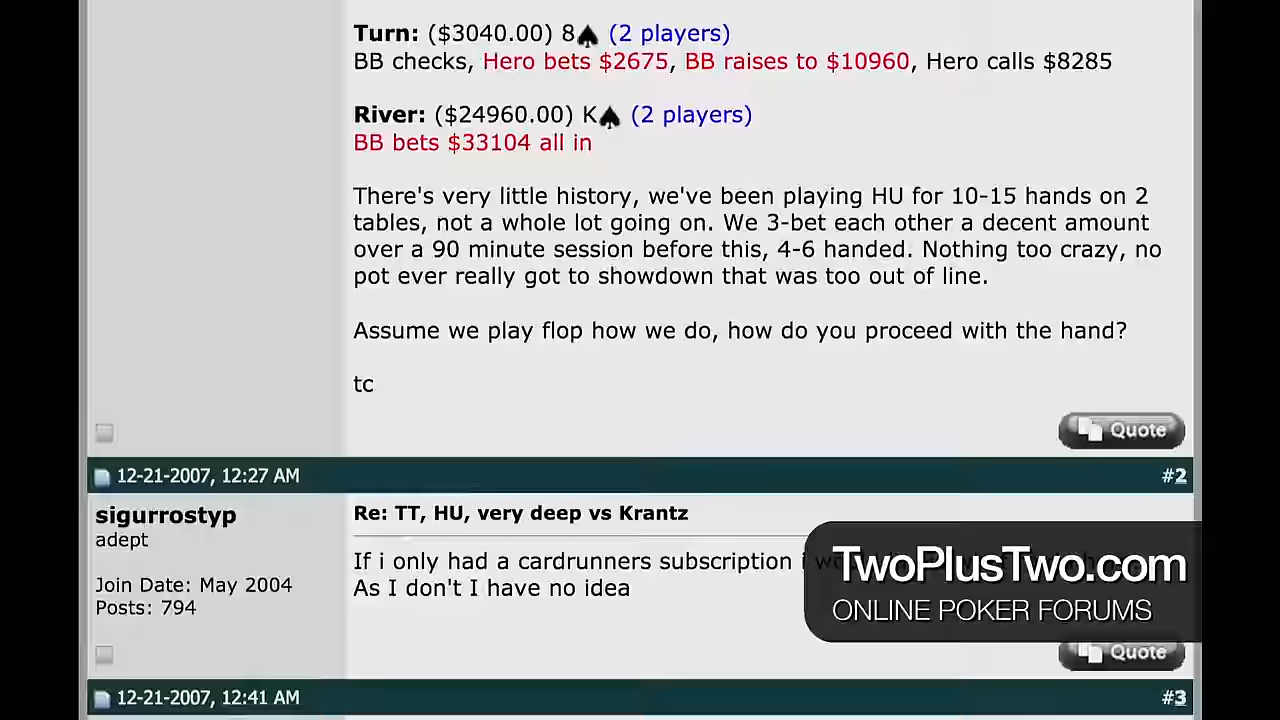 Turn: ($3040.00) 8♠ (2 players)
BB checks, Hero bets $2675, BB raises to $10960, Hero calls $8285
River: ($24960.00) K♠ (2 players)
BB bets $33104 all in
There's very little history, we've been playing HU for 10-15 hands on 2
tables, not a whole lot going on. We 3-bet each other a decent amount
over a 90 minute session before this, 4-6 handed. Nothing too crazy, no
pot ever really got to showdown that was too out of line.
Assume we play flop how we do, how do you proceed with the hand?
tc
Quote
12-21-2007, 12:27 AM #2
sigurrostyp
adept
Join Date: May 2004
Posts: 794
Re: TT, HU, very deep vs Krantz
If i only had a cardrunners subscription i
As I don't I have no idea
TwoPlusTwo.com
ONLINE POKER FORUMS
Quote
12-21-2007, 12:41 AM #3